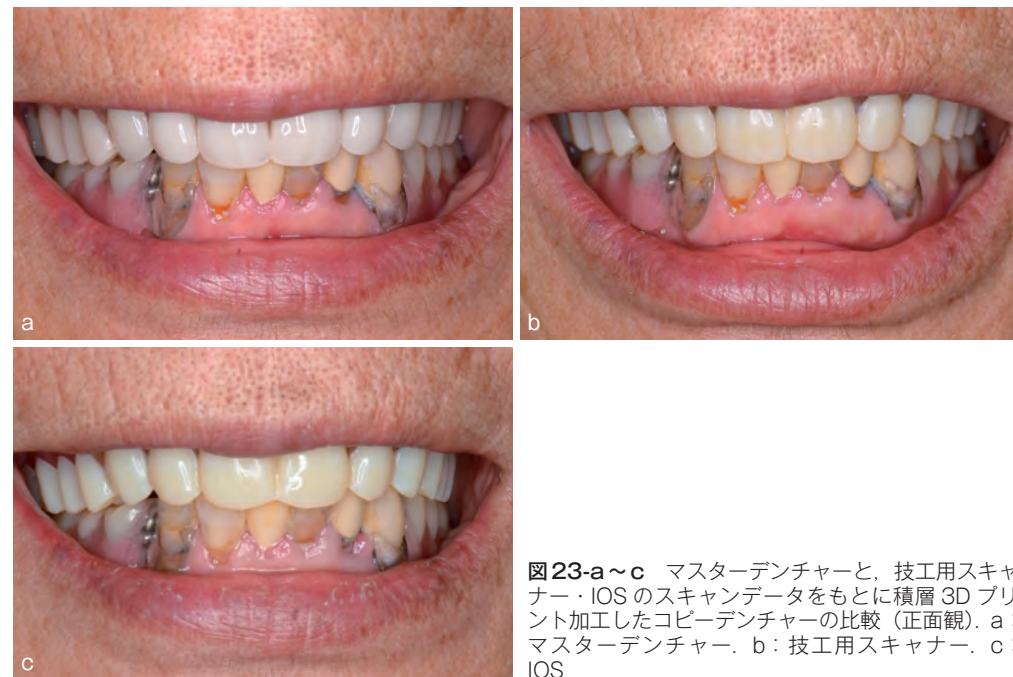 a
b
c
図23-a～c　マスターデンチャーと，技工用スキャ
ナー・IOSのスキャンデータをもとに積層3Dプリ
ント加工したコピーデンチャーの比較（正面観）．a：
マスターデンチャー．b：技工用スキャナー．c：
IOS